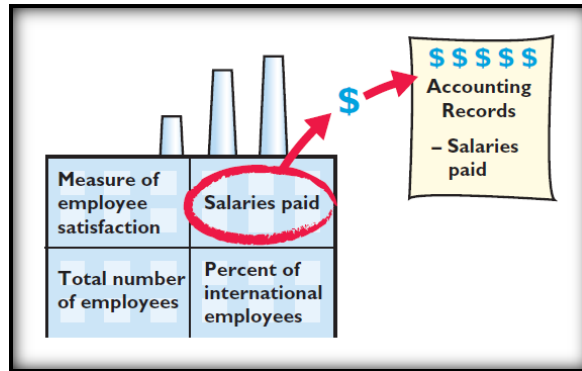 $ $ $ $ $
Accounting
Records
– Salaries
paid
$
Measure of
employee
satisfaction
Salaries paid
Total number
of employees
Percent of
international
employees